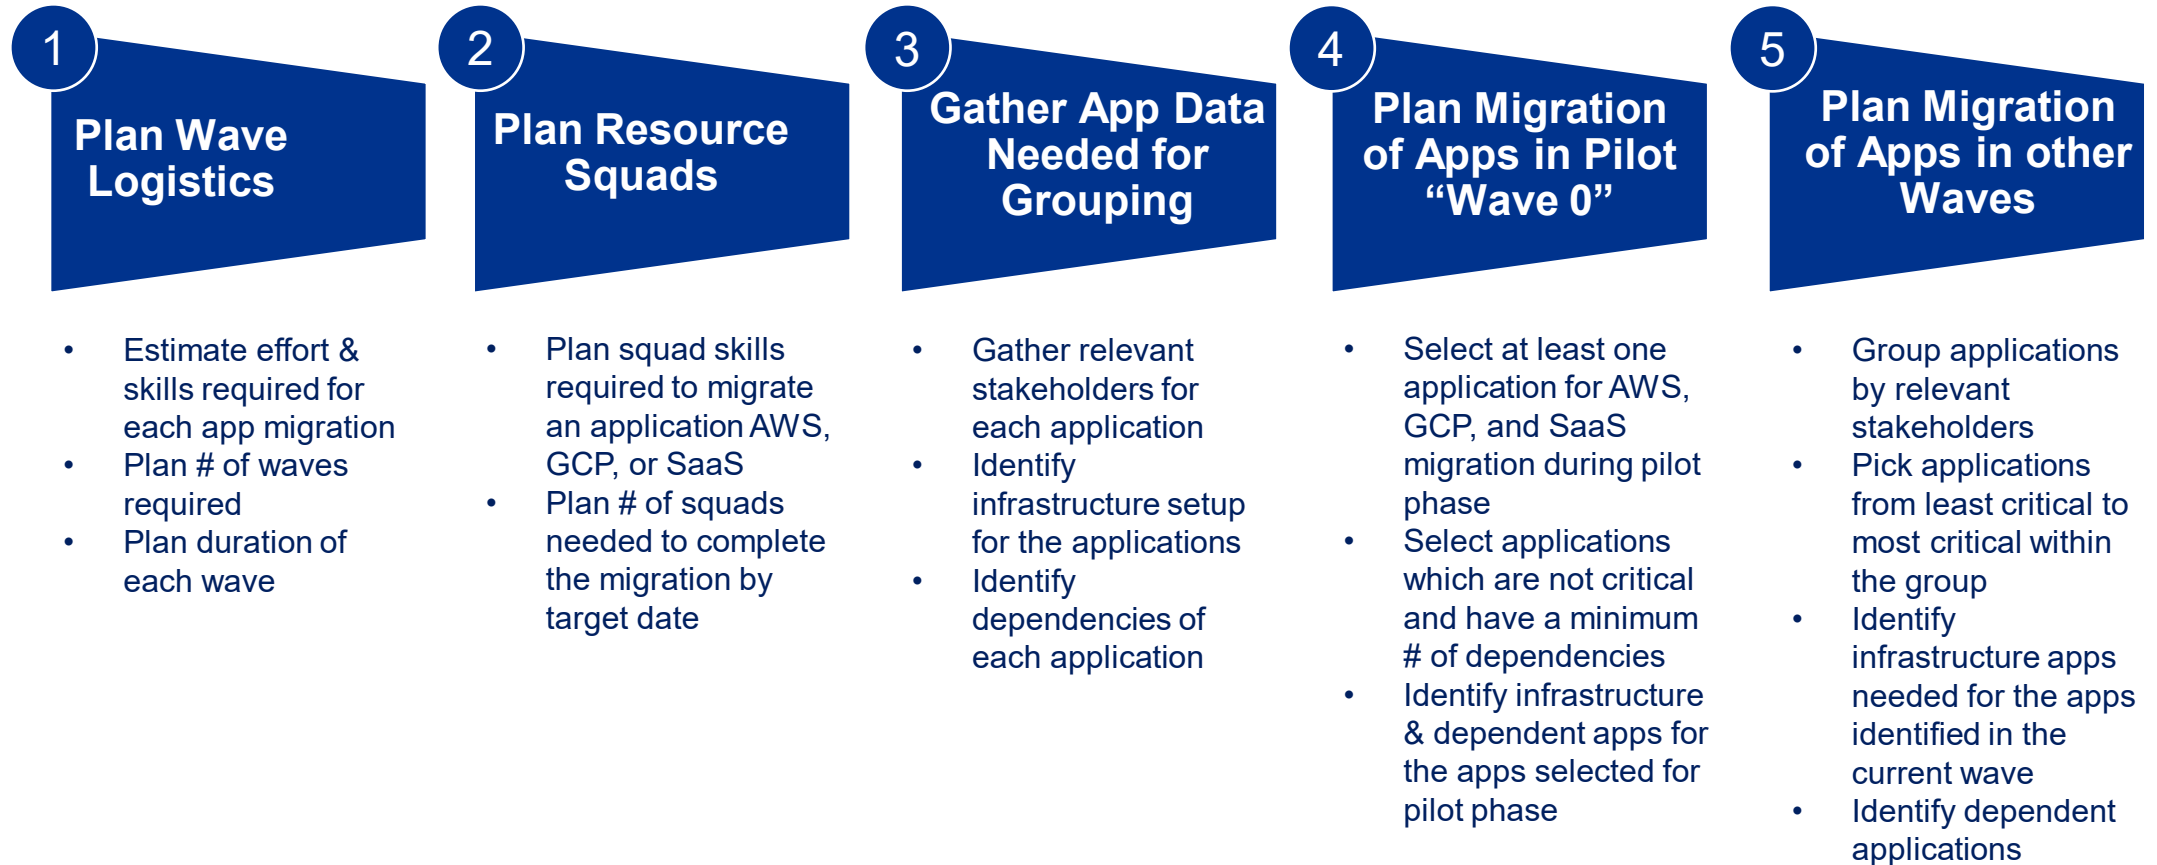 1
Plan Wave
Logistics
• Estimate effort &
skills required for
each app migration
• Plan # of waves
required
• Plan duration of
each wave
2
Plan Resource
Squads
• Plan squad skills
required to migrate
an application AWS,
GCP, or SaaS
• Plan # of squads
needed to complete
the migration by
target date
3
Gather App Data
Needed for
Grouping
• Gather relevant
stakeholders for
each application
• Identify
infrastructure setup
for the applications
• Identify
dependencies of
each application
4
Plan Migration
of Apps in Pilot
“Wave 0”
• Select at least one
application for AWS,
GCP, and SaaS
migration during pilot
phase
• Select applications
which are not critical
and have a minimum
# of dependencies
• Identify infrastructure
& dependent apps for
the apps selected for
pilot phase
5
Plan Migration
of Apps in other
Waves
• Group applications
by relevant
stakeholders
• Pick applications
from least critical to
most critical within
the group
• Identify
infrastructure apps
needed for the apps
identified in the
current wave
• Identify dependent
applications